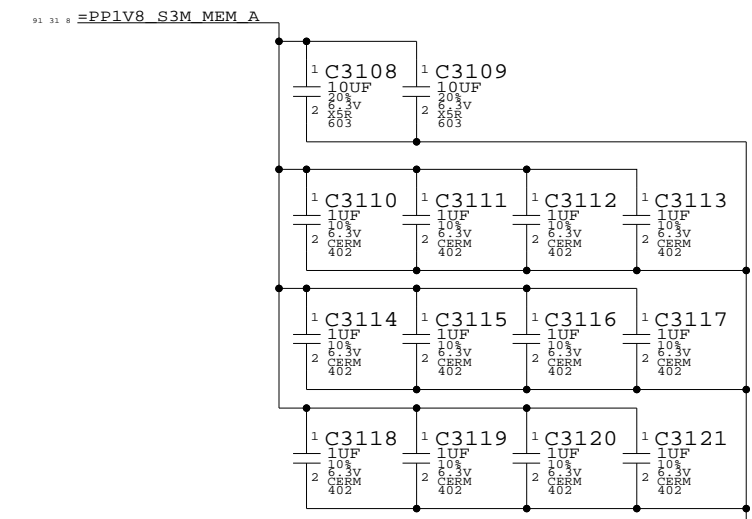 91 31 8 =PP1V8_S3M_MEM_A
1 C3108 1 C3109
10UF 10UF
20% 20%
6.3V 6.3V
2 X5R 2 X5R
603 603
1 C3110 1 C3111 1 C3112 1 C3113
1UF 1UF 1UF 1UF
10% 10% 10% 10%
6.3V 6.3V 6.3V 6.3V
2 CERM 2 CERM 2 CERM 2 CERM
402 402 402 402
1 C3114 1 C3115 1 C3116 1 C3117
1UF 1UF 1UF 1UF
10% 10% 10% 10%
6.3V 6.3V 6.3V 6.3V
2 CERM 2 CERM 2 CERM 2 CERM
402 402 402 402
1 C3118 1 C3119 1 C3120 1 C3121
1UF 1UF 1UF 1UF
10% 10% 10% 10%
6.3V 6.3V 6.3V 6.3V
2 CERM 2 CERM 2 CERM 2 CERM
402 402 402 402